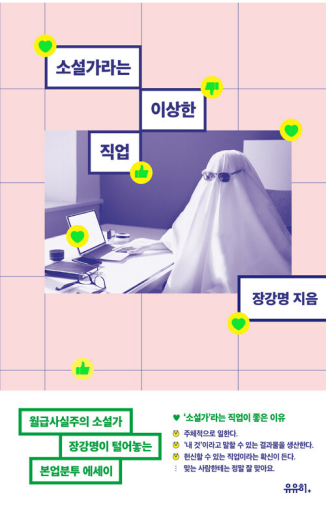 소설가라는
이상한
직업
장강명 지음
월급사실주의 소설가
장강명이 털어놓는
본업분투 에세이
‘소설가’라는 직업이 좋은 이유
주체적으로 일한다.
‘내 것’이라고 말할 수 있는 결과물을 생산한다.
헌신할 수 있는 직업이라는 확신이 든다.
맞는 사람한테는 정말 잘 맞아요.
유유히